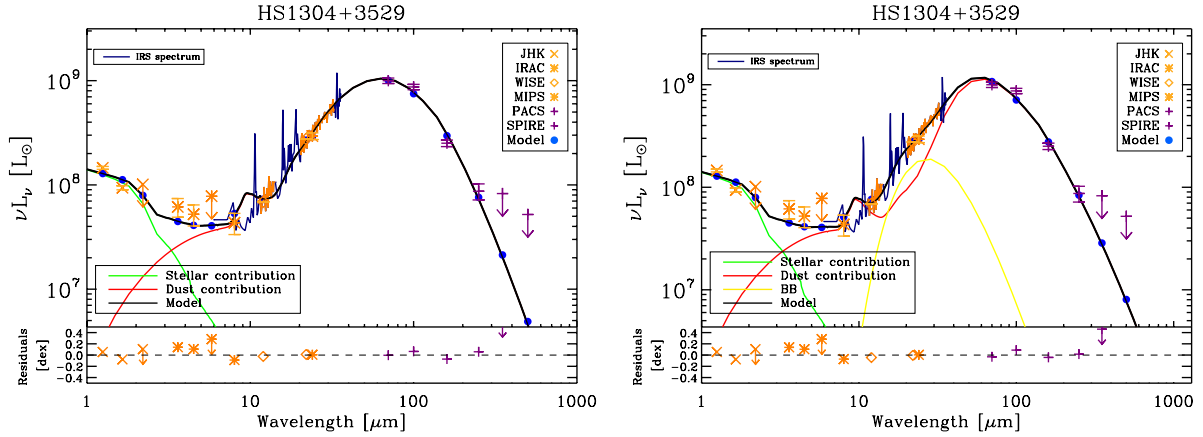 HS1304+3529
IRS spectrum
JHK
IRAC
WISE
MIPS
PACS
SPIRE
Model
νLν [L⊙]
10⁹
10⁸
10⁷
Stellar contribution
Dust contribution
Model
Residuals
[dex]
0.4
0.2
0.0
-0.2
-0.4
1
10
100
1000
Wavelength [μm]
HS1304+3529
IRS spectrum
JHK
IRAC
WISE
MIPS
PACS
SPIRE
Model
νLν [L⊙]
10⁹
10⁸
10⁷
Stellar contribution
Dust contribution
BB
Model
Residuals
[dex]
0.4
0.2
0.0
-0.2
-0.4
1
10
100
1000
Wavelength [μm]